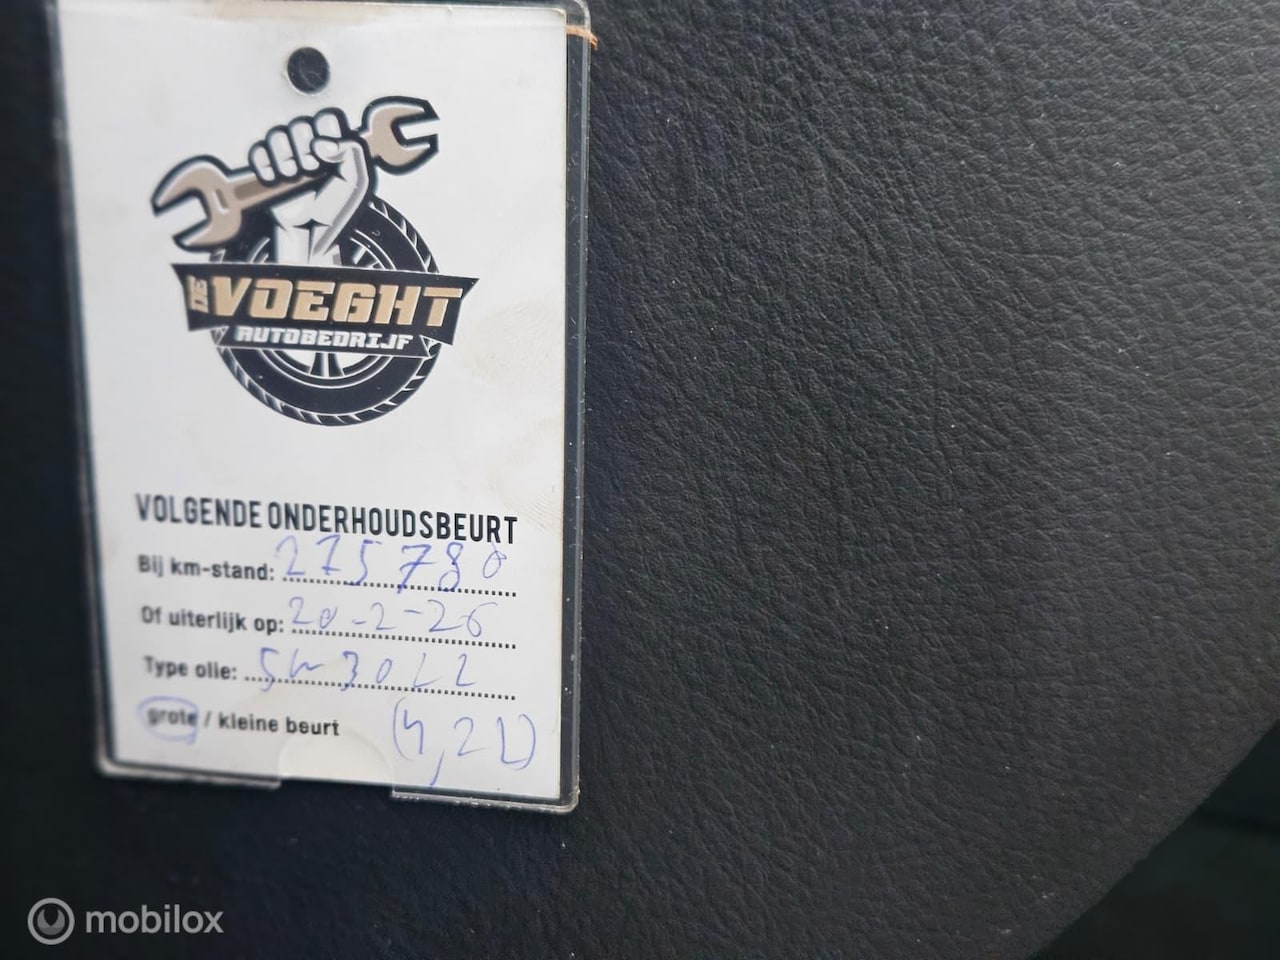 DE VOEGHT
AUTOBEDRIJF
VOLGENDE ONDERHOUDSBEURT
Bij km-stand: 275780
Of uiterlijk op: 20-2-26
Type olie: 5w30LL
grote / kleine beurt (4,2L)
mobilox